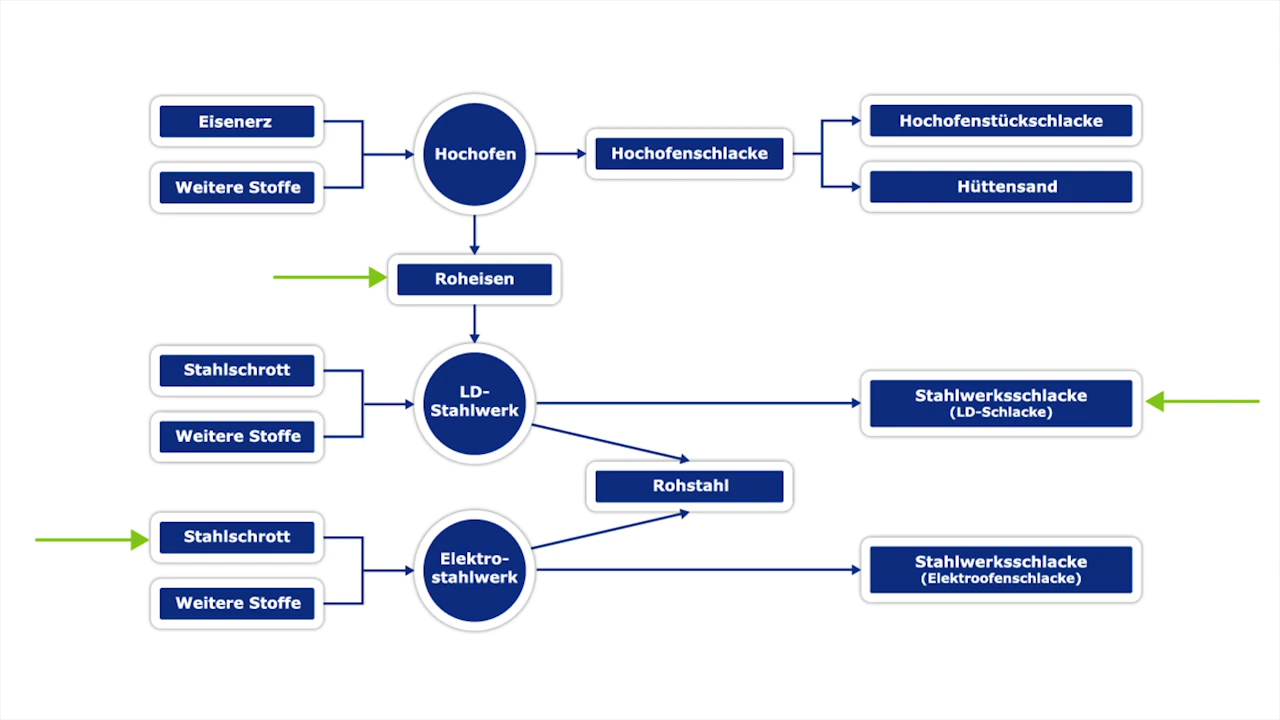 Eisenerz
Weitere Stoffe
Hochofen
Hochofenschlacke
Hochofenstückschlacke
Hüttensand
Roheisen
Stahlschrott
Weitere Stoffe
LD-
Stahlwerk
Stahlwerksschlacke
(LD-Schlacke)
Rohstahl
Stahlschrott
Weitere Stoffe
Elektro-
stahlwerk
Stahlwerksschlacke
(Elektroofenschlacke)